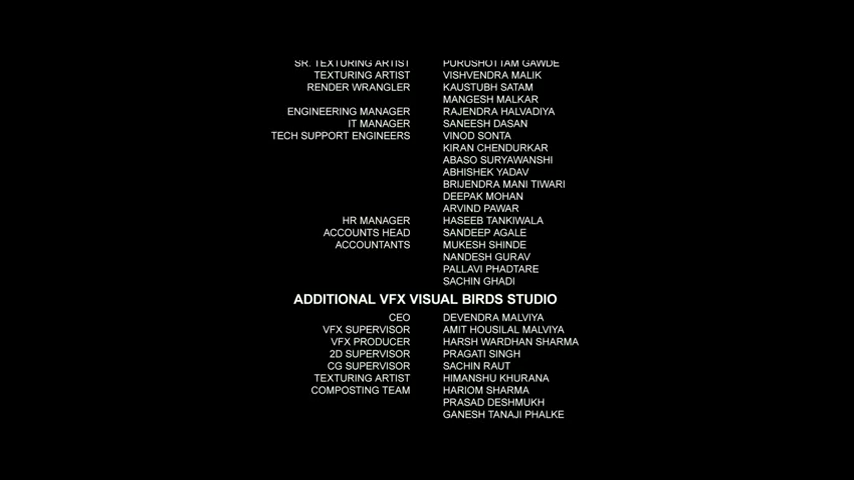 SR. TEXTURING ARTIST PURUSHOTTAM GAWDE
TEXTURING ARTIST VISHVENDRA MALIK
RENDER WRANGLER KAUSTUBH SATAM
MANGESH MALKAR
ENGINEERING MANAGER RAJENDRA HALVADIYA
IT MANAGER SANEESH DASAN
TECH SUPPORT ENGINEERS VINOD SONTA
KIRAN CHENDURKAR
ABASO SURYAWANSHI
ABHISHEK YADAV
BRIJENDRA MANI TIWARI
DEEPAK MOHAN
ARVIND PAWAR
HR MANAGER HASEEB TANKIWALA
ACCOUNTS HEAD SANDEEP AGALE
ACCOUNTANTS MUKESH SHINDE
NANDESH GURAV
PALLAVI PHADTARE
SACHIN GHADI
ADDITIONAL VFX VISUAL BIRDS STUDIO
CEO DEVENDRA MALVIYA
VFX SUPERVISOR AMIT HOUSILAL MALVIYA
VFX PRODUCER HARSH WARDHAN SHARMA
2D SUPERVISOR PRAGATI SINGH
CG SUPERVISOR SACHIN RAUT
TEXTURING ARTIST HIMANSHU KHURANA
COMPOSTING TEAM HARIOM SHARMA
PRASAD DESHMUKH
GANESH TANAJI PHALKE